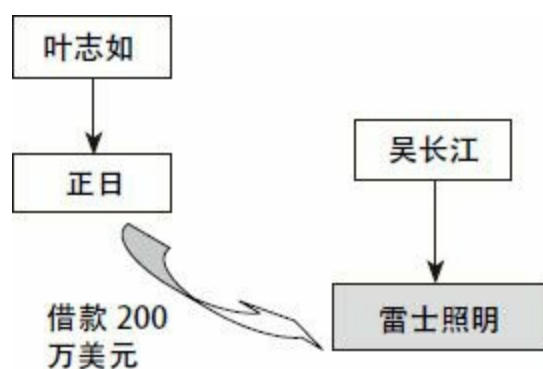 叶志如
正日
吴长江
雷士照明
借款 200
万美元